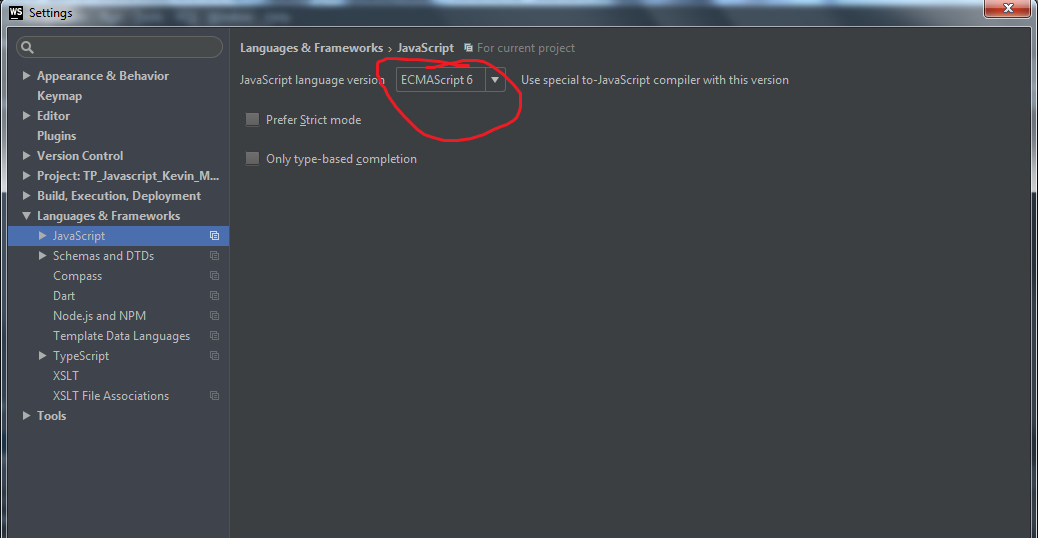 WS Settings
Languages & Frameworks › JavaScript For current project
JavaScript language version ECMAScript 6 Use special to-JavaScript compiler with this version
Prefer Strict mode
Only type-based completion
Appearance & Behavior
Keymap
Editor
Plugins
Version Control
Project: TP_Javascript_Kevin_M...
Build, Execution, Deployment
Languages & Frameworks
JavaScript
Schemas and DTDs
Compass
Dart
Node.js and NPM
Template Data Languages
TypeScript
XSLT
XSLT File Associations
Tools